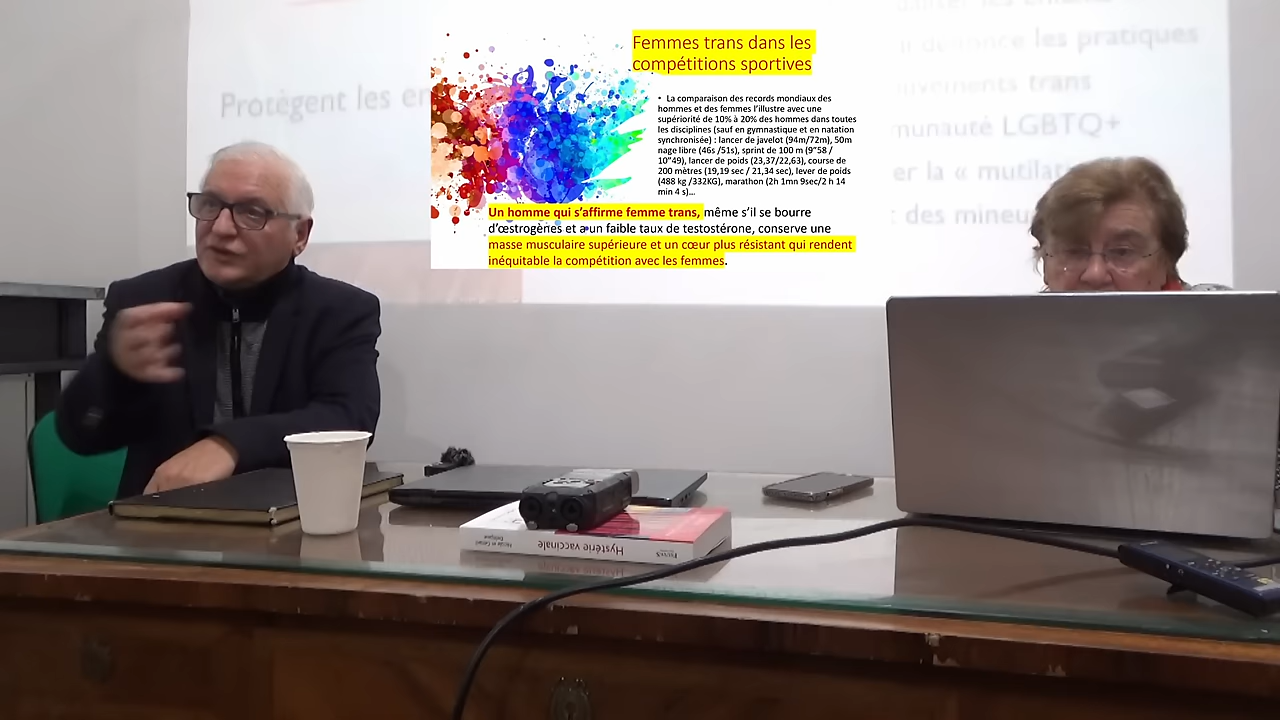 Femmes trans dans les
compétitions sportives
• La comparaison des records mondiaux des
hommes et des femmes l'illustre avec une
supériorité de 10% à 20% des hommes dans toutes
les disciplines (sauf en gymnastique et en natation
synchronisée) : lancer de javelot (94m/72m), 50m
nage libre (46s /51s), sprint de 100 m (9"58 /
10"49), lancer de poids (23,37/22,63), course de
200 mètres (19,19 sec / 21,34 sec), lever de poids
(488 kg /332KG), marathon (2h 1mn 9sec/2 h 14
min 4 s)...
Un homme qui s'affirme femme trans, même s'il se bourre
d'œstrogènes et a un faible taux de testostérone, conserve une
masse musculaire supérieure et un cœur plus résistant qui rendent
inéquitable la compétition avec les femmes.
Protègent les en
les pratiques
uvements trans
munauté LGBTQ+
er la « mutilati
des mineu
Hystérie vaccinale